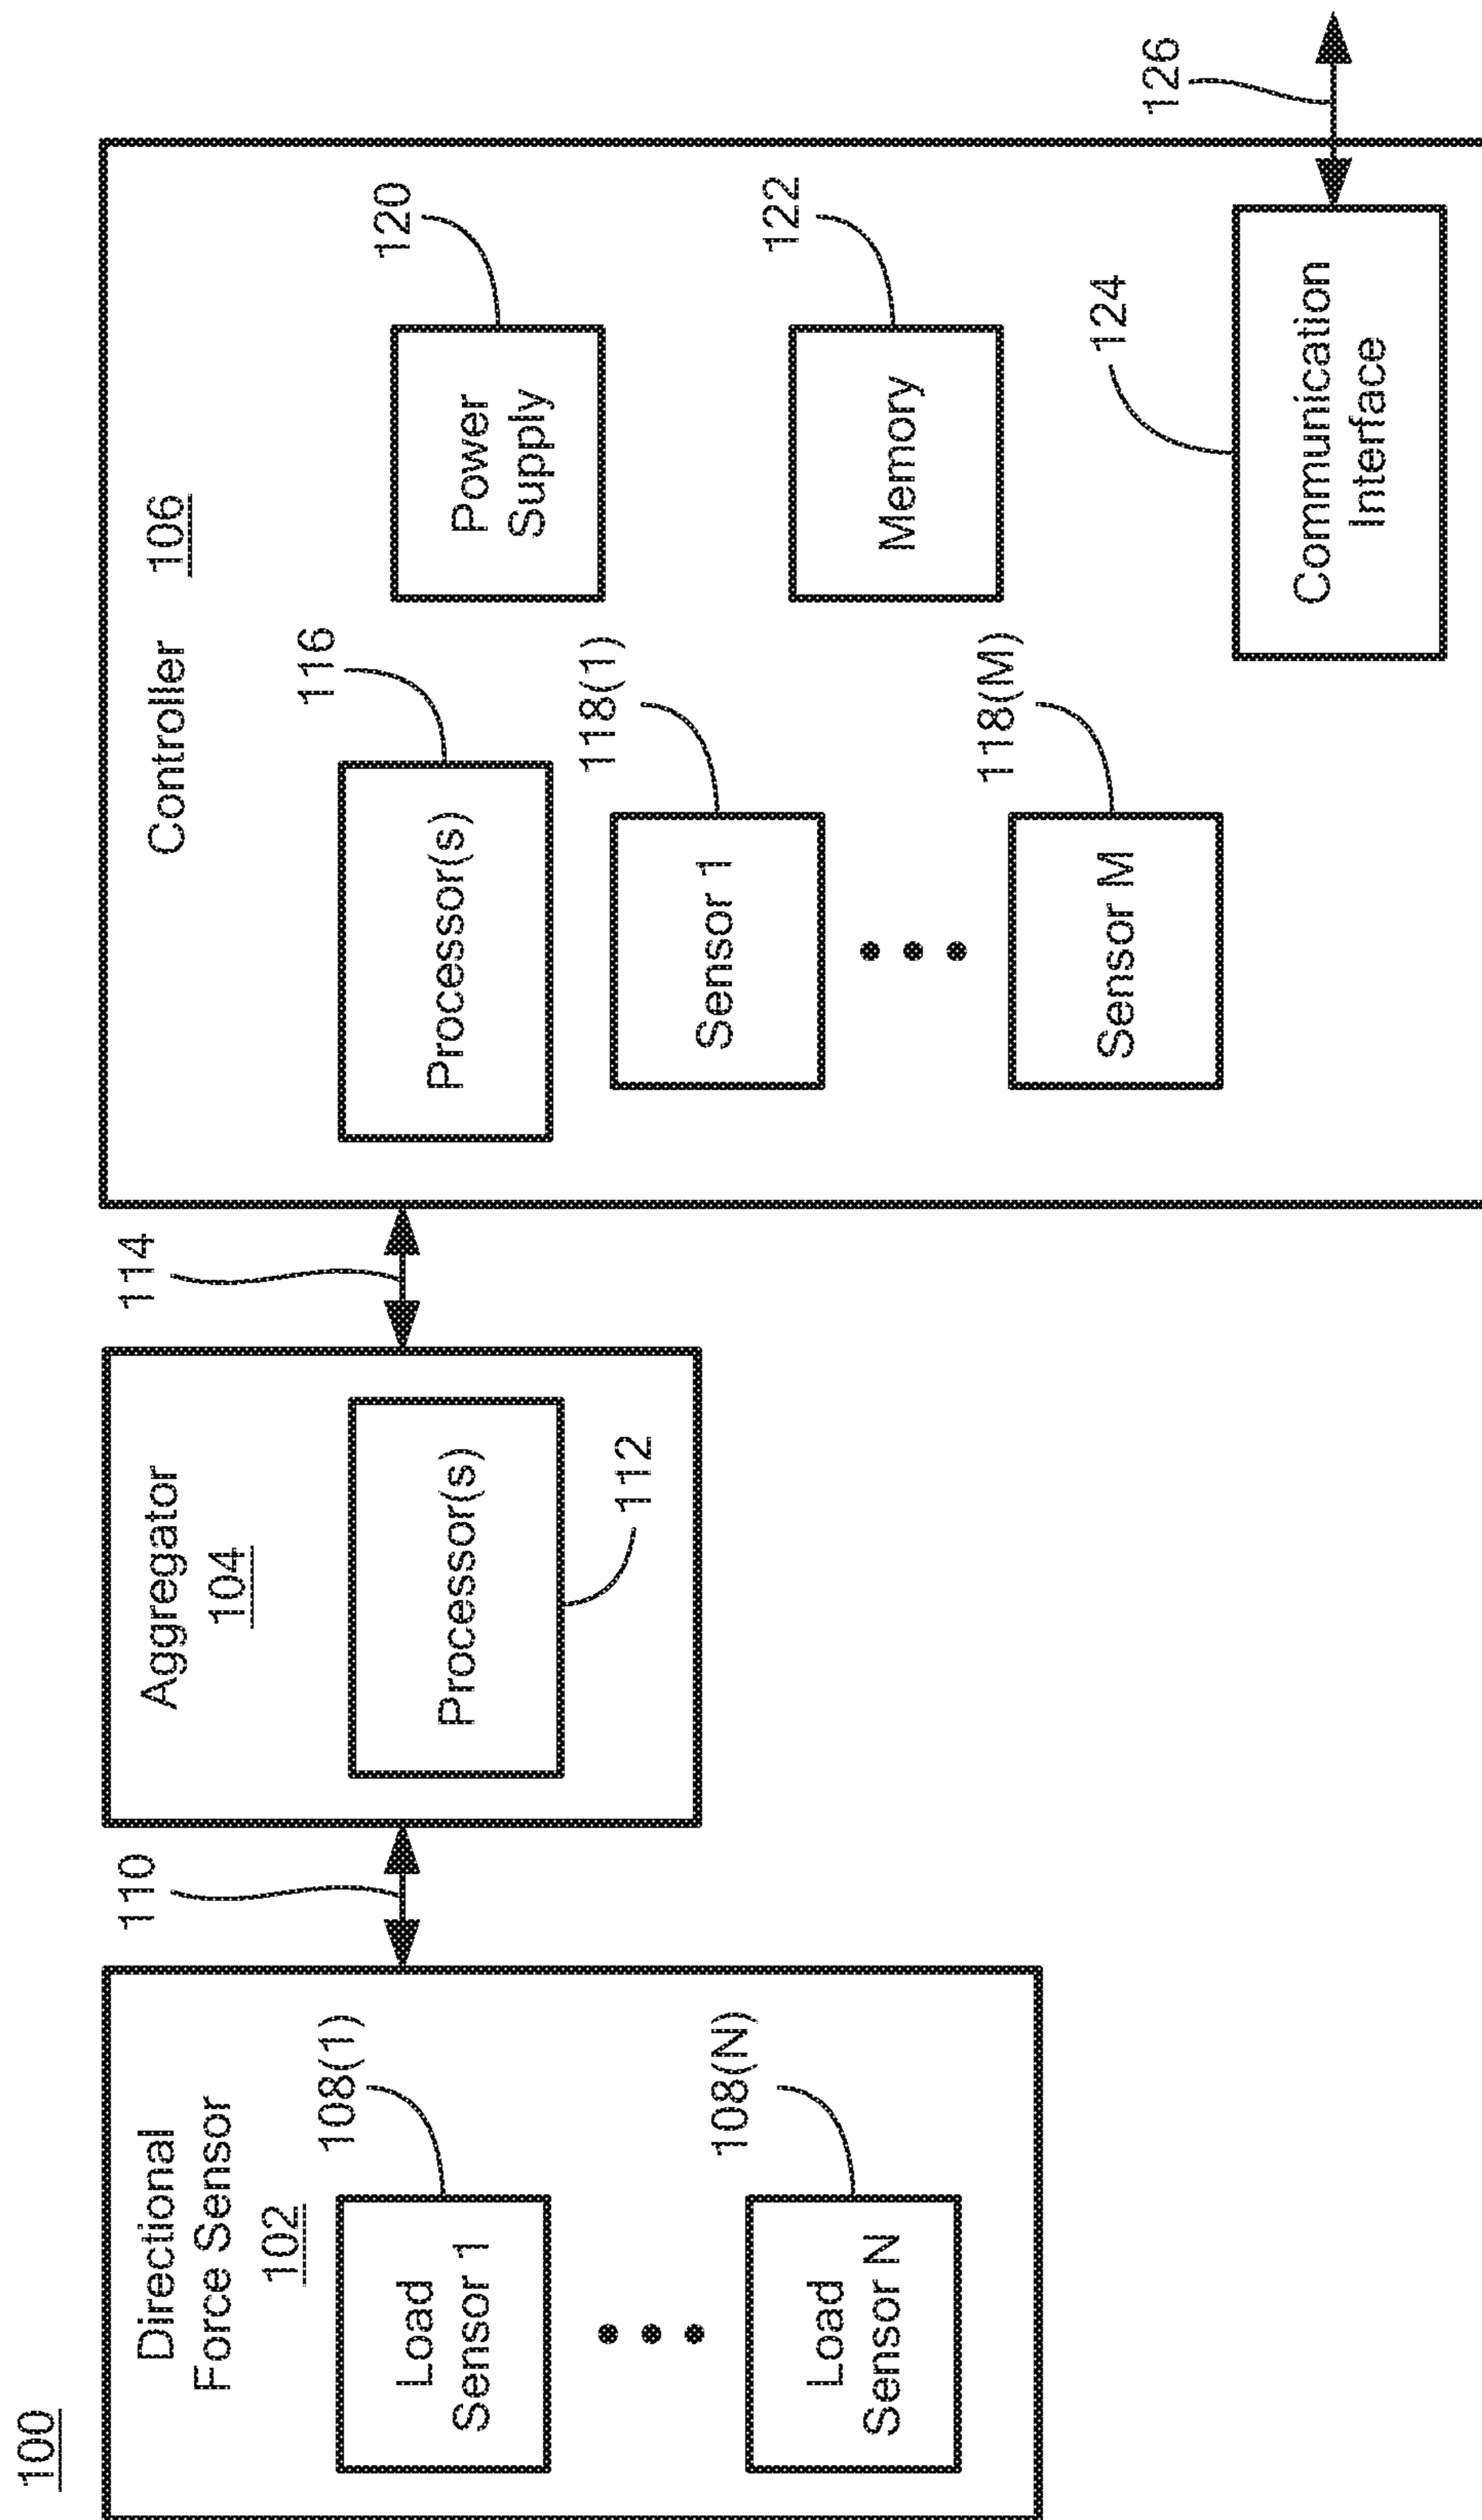 100
Directional
Force Sensor
102
108(1)
Load
Sensor 1
108(N)
Load
Sensor N
110
Aggregator
104
Processor(s)
112
114
Controller 106
116
Processor(s)
120
Power
Supply
118(1)
Sensor 1
122
Memory
118(M)
Sensor M
124
Communication
Interface
126